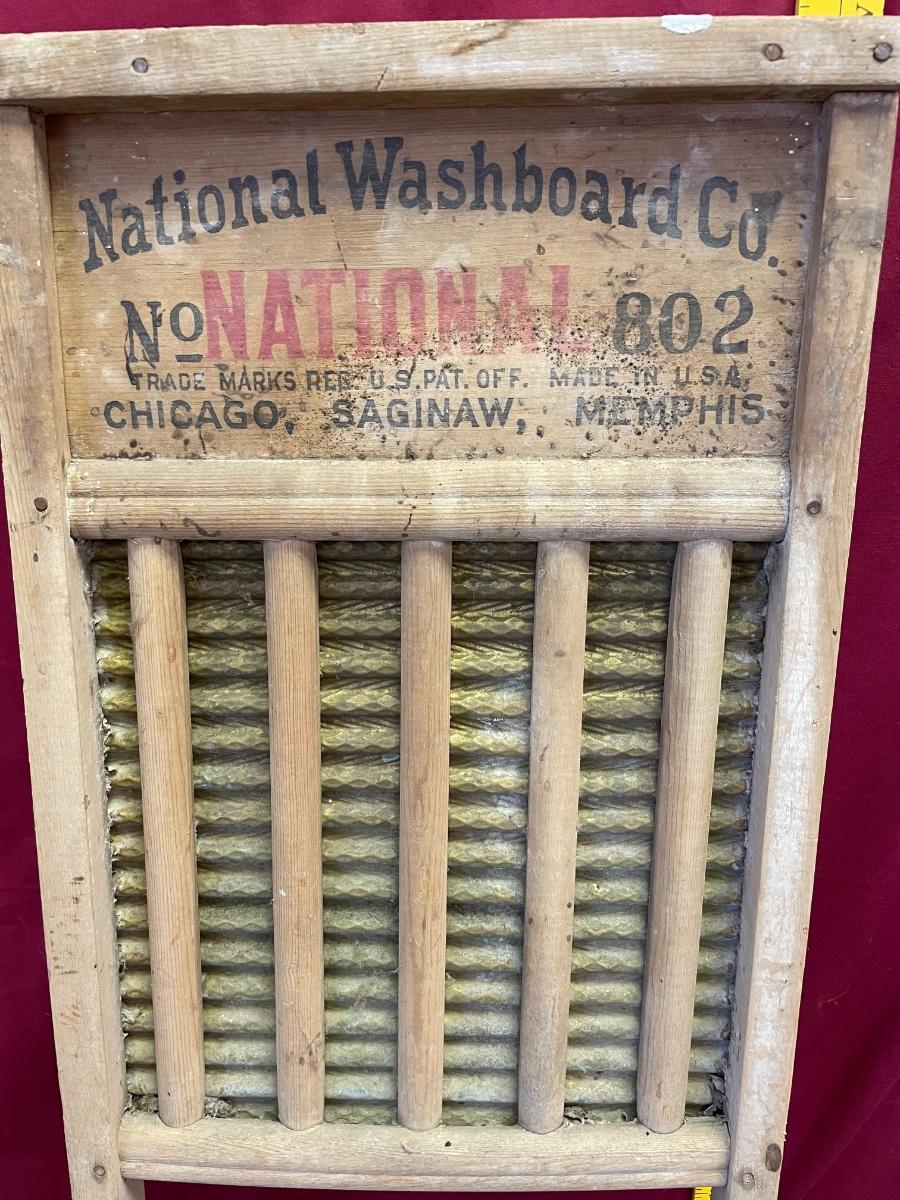 National Washboard Co.
No NATIONAL 802
TRADE MARKS REG. U.S. PAT. OFF. MADE IN U.S.A.
CHICAGO, SAGINAW, MEMPHIS